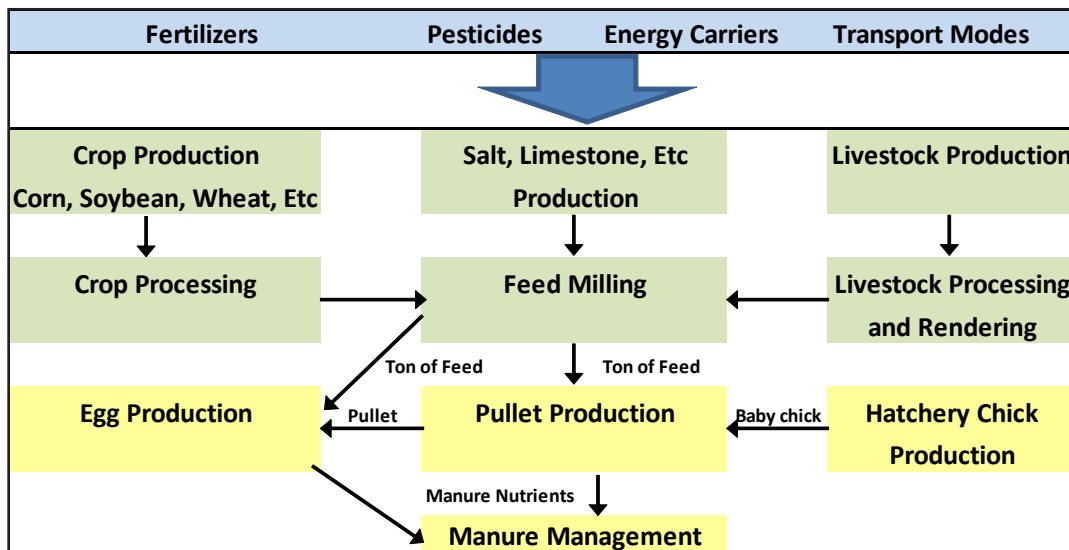 Fertilizers Pesticides Energy Carriers Transport Modes
Crop Production
Corn, Soybean, Wheat, Etc
Salt, Limestone, Etc
Production
Livestock Production
Crop Processing
Feed Milling
Livestock Processing
and Rendering
Ton of Feed
Ton of Feed
Egg Production
Pullet
Pullet Production
Baby chick
Hatchery Chick
Production
Manure Nutrients
Manure Management